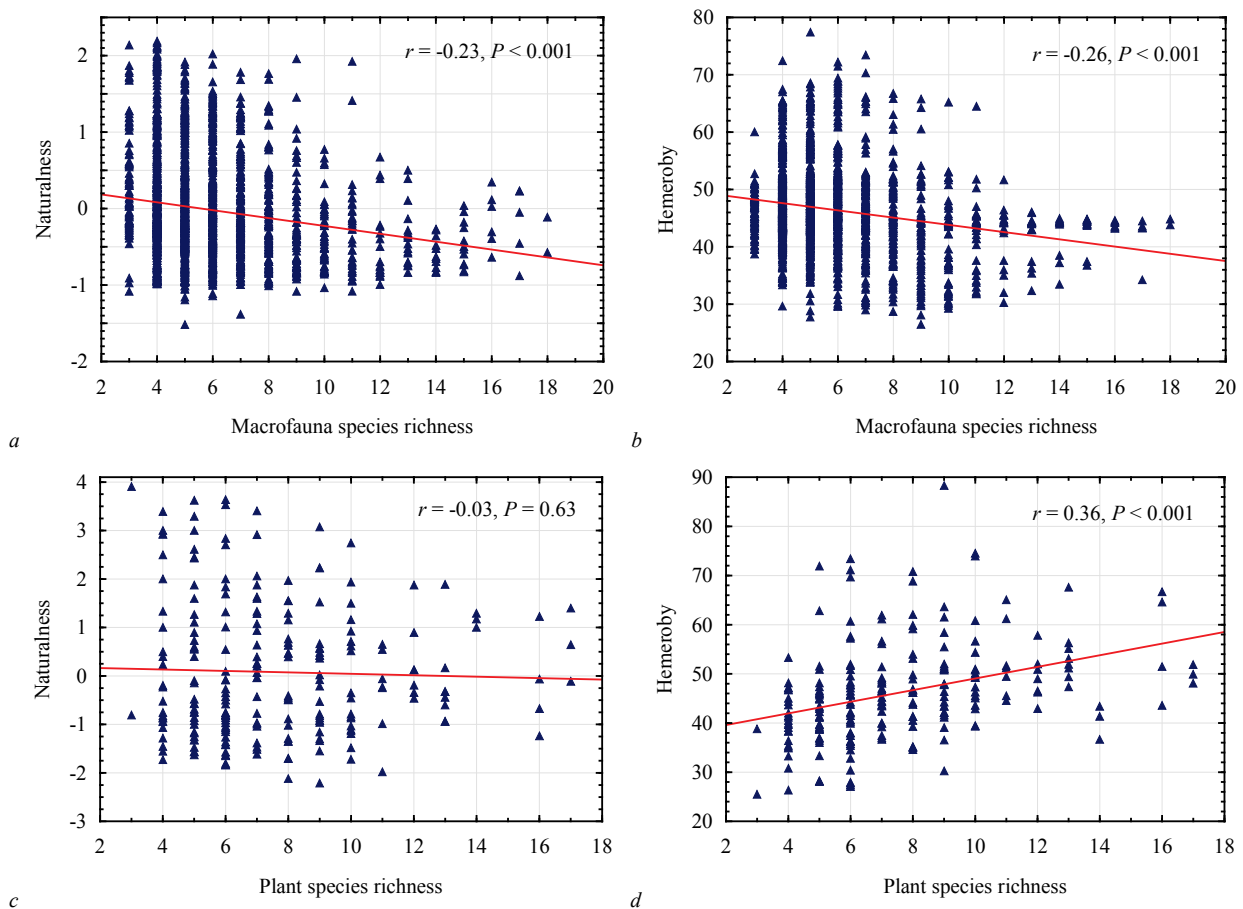 r = -0.23, P < 0.001
Naturalness
2
1
0
-1
-2
2 4 6 8 10 12 14 16 18 20
Macrofauna species richness
a
r = -0.26, P < 0.001
Hemeroby
80
70
60
50
40
30
20
2 4 6 8 10 12 14 16 18 20
Macrofauna species richness
b
r = -0.03, P = 0.63
Naturalness
4
3
2
1
0
-1
-2
-3
2 4 6 8 10 12 14 16 18
Plant species richness
c
r = 0.36, P < 0.001
Hemeroby
90
80
70
60
50
40
30
20
2 4 6 8 10 12 14 16 18
Plant species richness
d